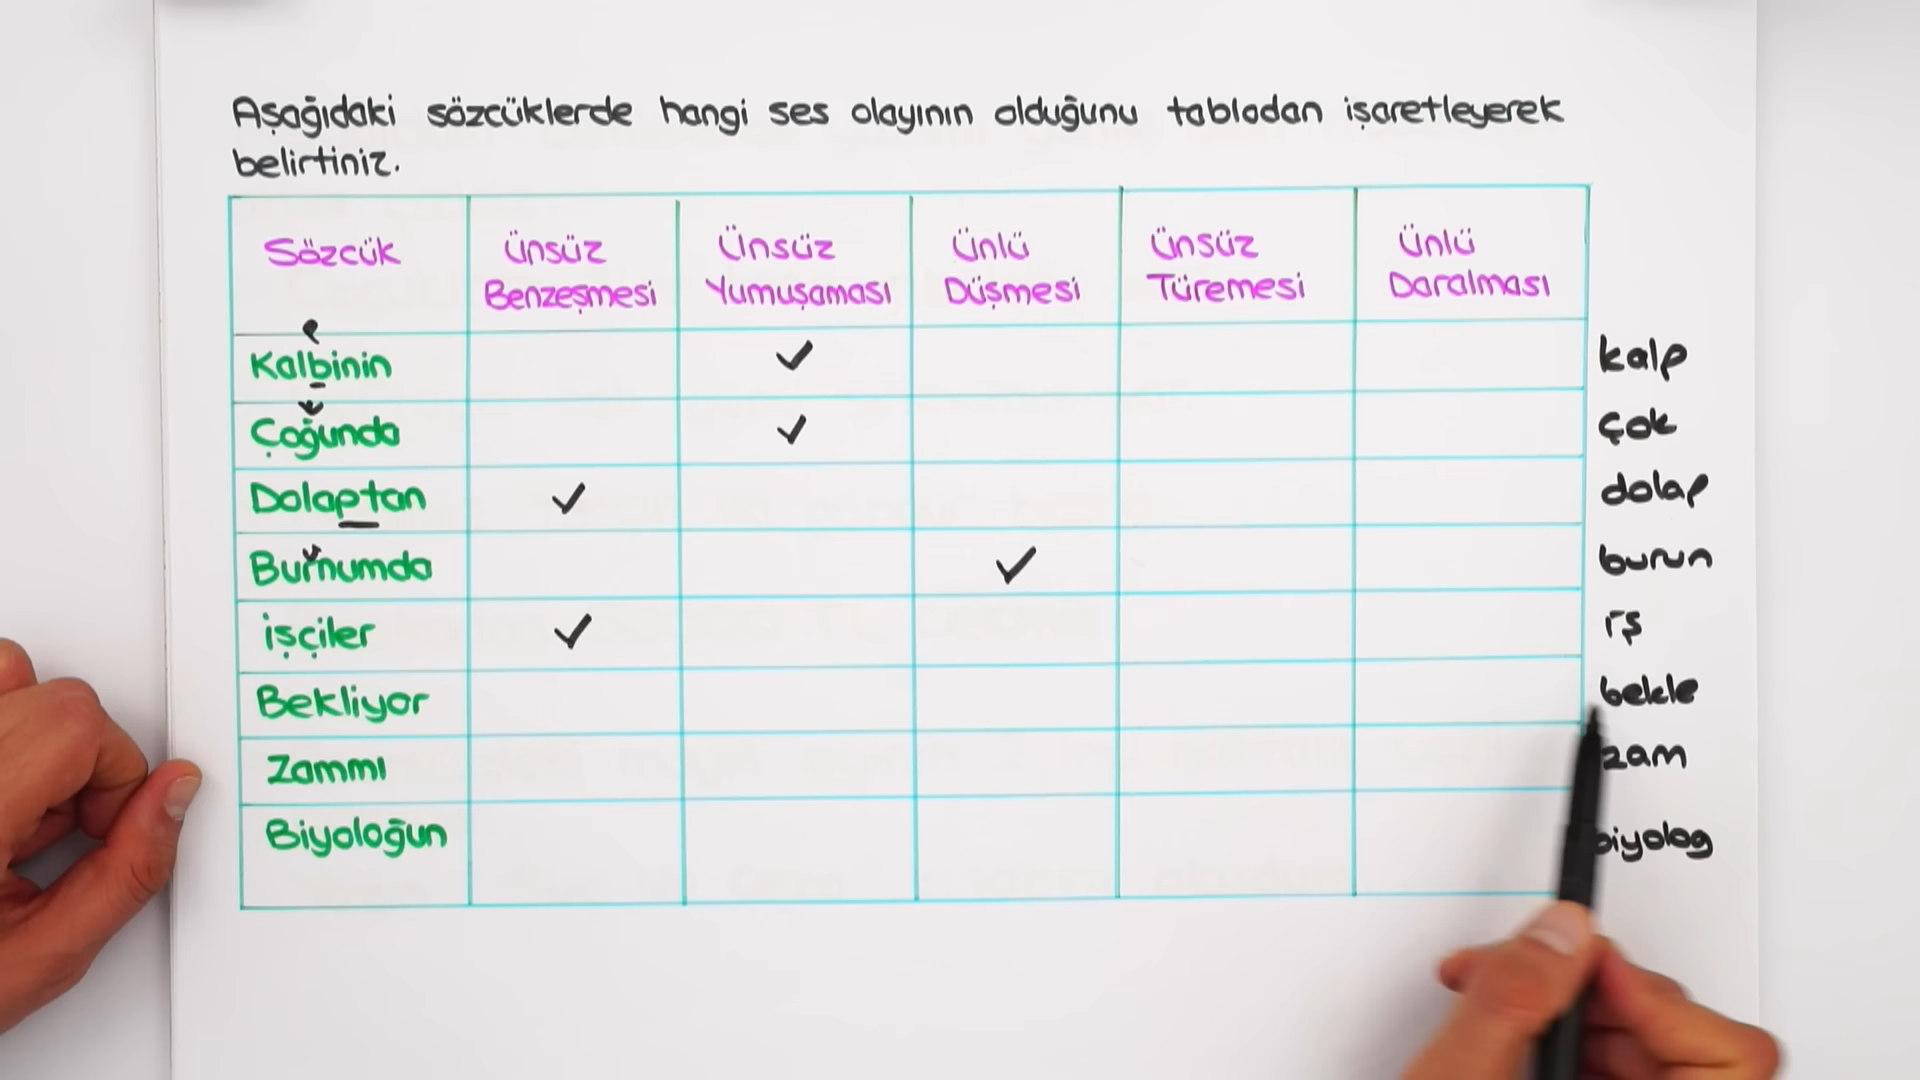 Aşağıdaki sözcüklerde hangi ses olayının olduğunu tablodan işaretleyerek
belirtiniz.
Sözcük Ünsüz Benzeşmesi Ünsüz Yumuşaması Ünlü Düşmesi Ünsüz Türemesi Ünlü Daralması
p
Kalbinin ✓ kalp
Çoğunda ✓ çok
Dolaptan ✓ dolap
Burnumda ✓ burun
işçiler ✓ iş
Bekliyor bekle
Zammı zam
Biyoloğun biyolog